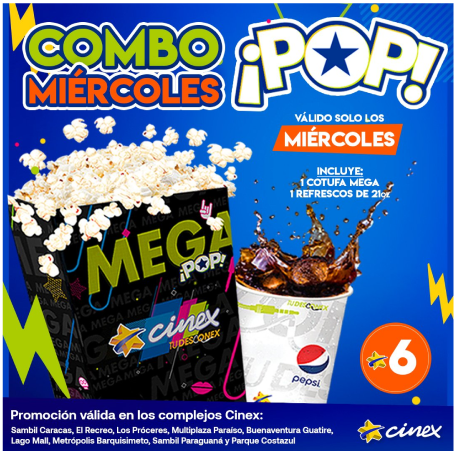 COMBO
MIÉRCOLES
¡POP!
VÁLIDO SOLO LOS
MIÉRCOLES
INCLUYE:
1 COTUFA MEGA
1 REFRESCOS DE 21oz
MEGA
¡POP!
cinex
TU DESCONEX
TU DESCONEX
pepsi
6
Promoción válida en los complejos Cinex:
Sambil Caracas, El Recreo, Los Próceres, Multiplaza Paraíso, Buenaventura Guatire,
Lago Mall, Metrópolis Barquisimeto, Sambil Paraguaná y Parque Costazul
cinex